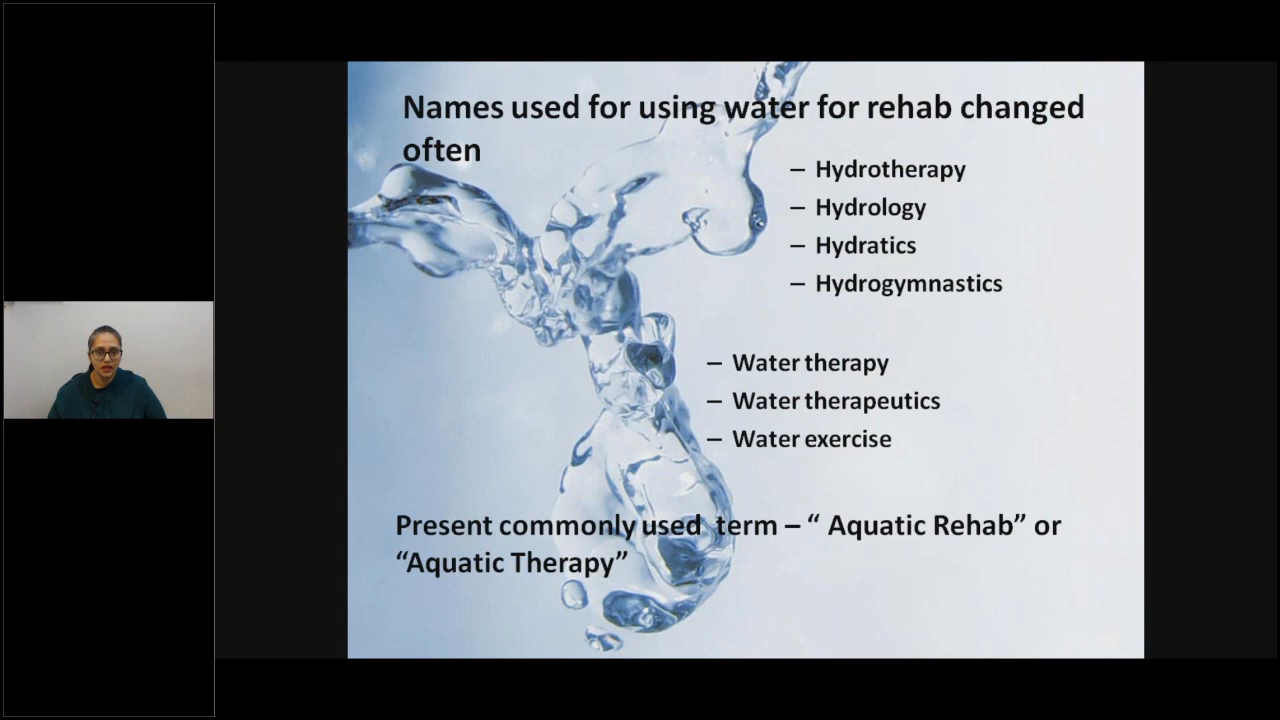 Names used for using water for rehab changed
often
– Hydrotherapy
– Hydrology
– Hydratics
– Hydrogymnastics
– Water therapy
– Water therapeutics
– Water exercise
Present commonly used term – “ Aquatic Rehab” or
“Aquatic Therapy”